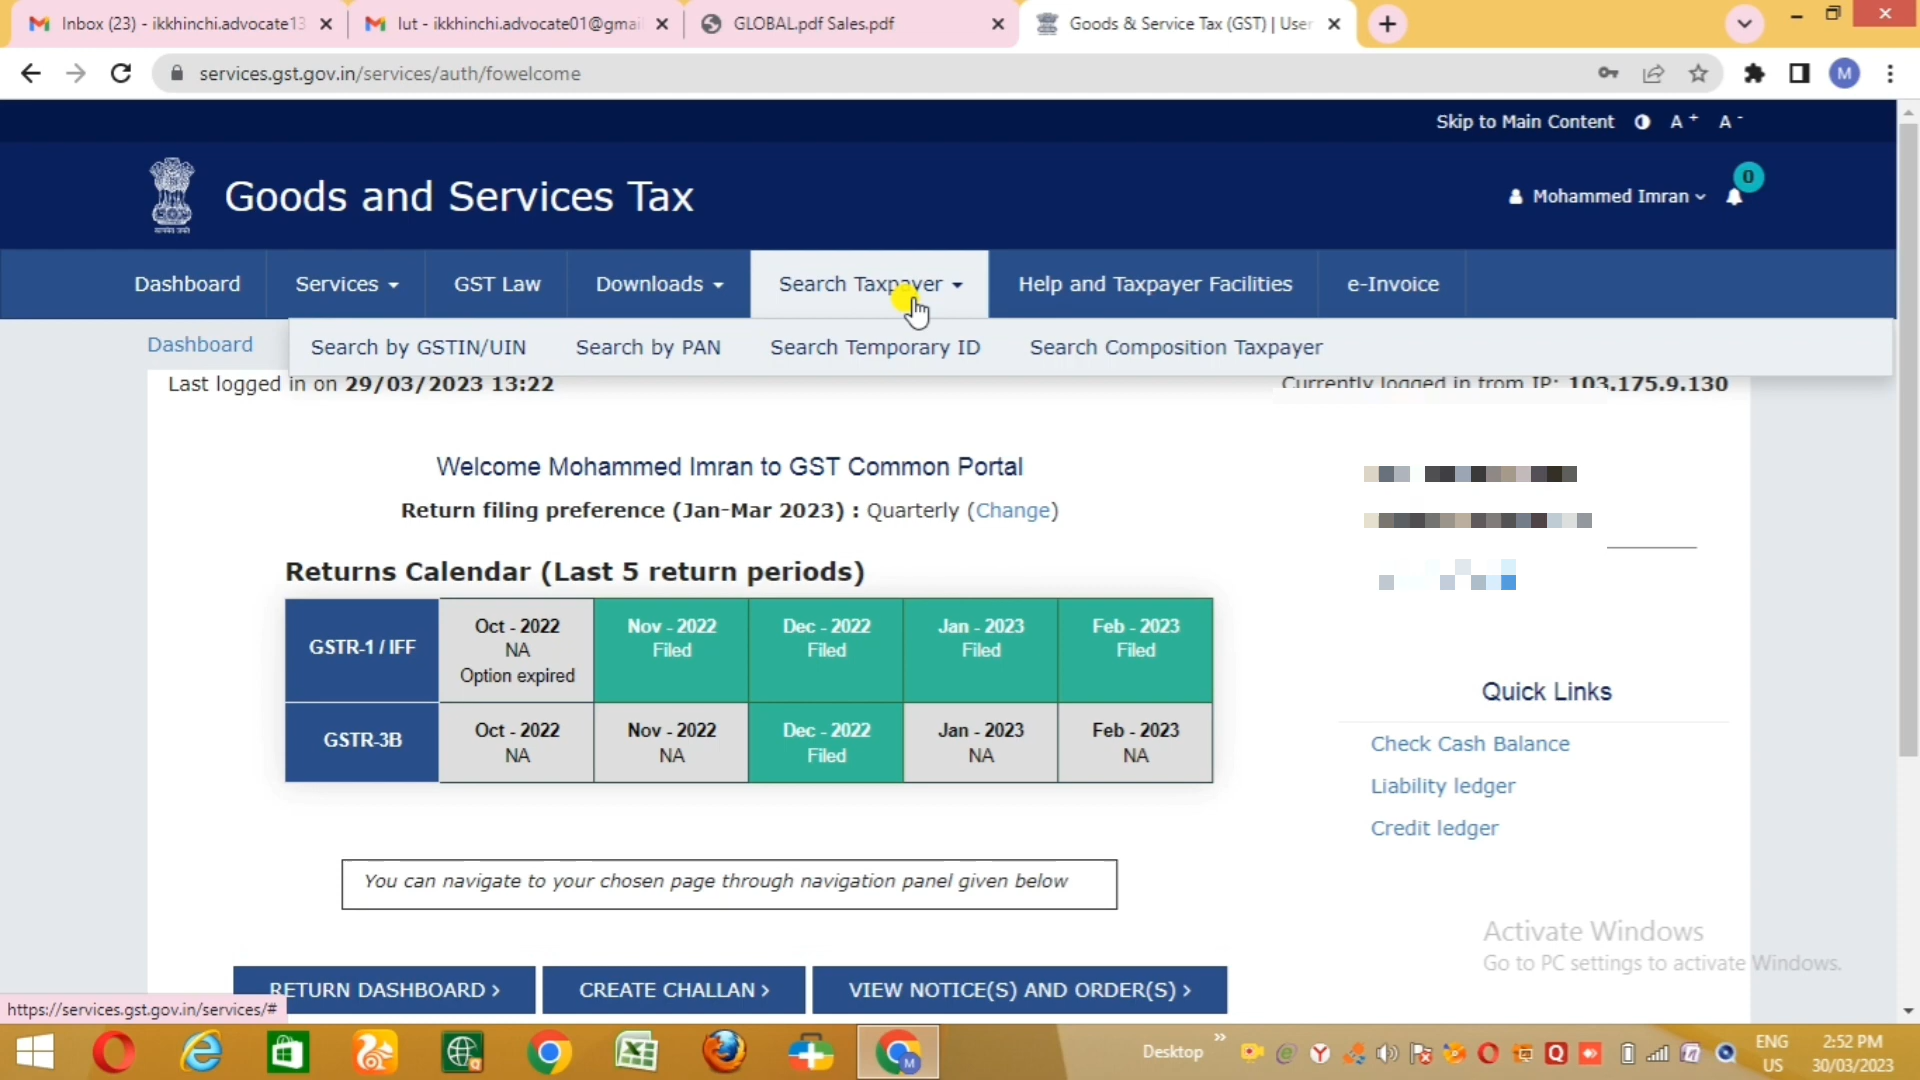 Inbox (23) - ikkhinchi.advocate13
lut - ikkhinchi.advocate01@gmai
GLOBAL.pdf Sales.pdf
Goods & Service Tax (GST) | User
services.gst.gov.in/services/auth/fowelcome
M
Skip to Main Content A+ A-
Goods and Services Tax
Mohammed Imran
0
Dashboard Services GST Law Downloads Search Taxpayer Help and Taxpayer Facilities e-Invoice
Dashboard
Search by GSTIN/UIN Search by PAN Search Temporary ID Search Composition Taxpayer
Last logged in on 29/03/2023 13:22
Currently logged in from IP: 103.175.9.130
Welcome Mohammed Imran to GST Common Portal
Return filing preference (Jan-Mar 2023) : Quarterly (Change)
Returns Calendar (Last 5 return periods)
GSTR-1 / IFF
Oct - 2022
NA
Option expired
Nov - 2022
Filed
Dec - 2022
Filed
Jan - 2023
Filed
Feb - 2023
Filed
GSTR-3B
Oct - 2022
NA
Nov - 2022
NA
Dec - 2022
Filed
Jan - 2023
NA
Feb - 2023
NA
Quick Links
Check Cash Balance
Liability ledger
Credit ledger
You can navigate to your chosen page through navigation panel given below
Activate Windows
Go to PC settings to activate Windows.
RETURN DASHBOARD >
CREATE CHALLAN >
VIEW NOTICE(S) AND ORDER(S) >
https://services.gst.gov.in/services/#
Desktop
ENG
US
2:52 PM
30/03/2023